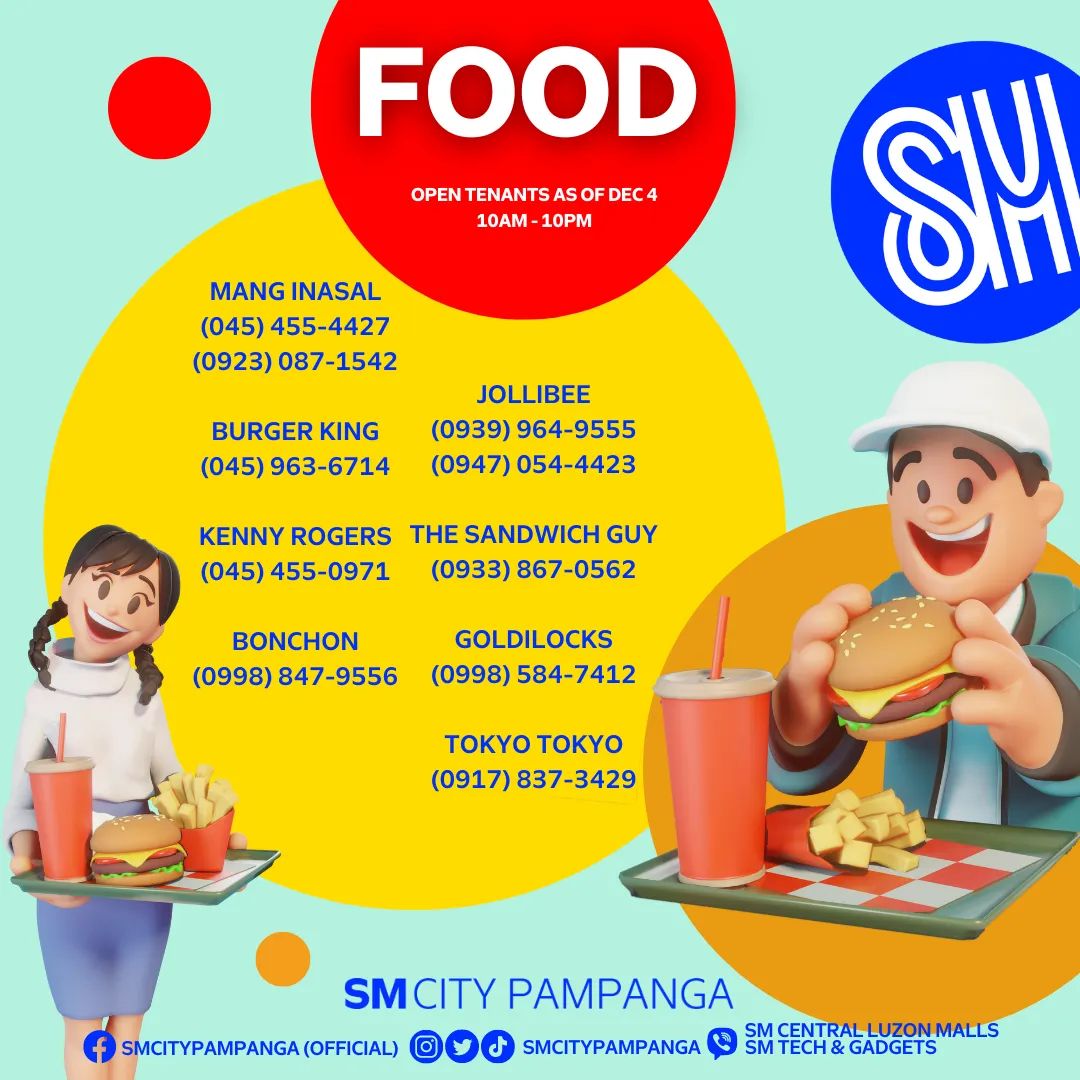 FOOD
OPEN TENANTS AS OF DEC 4
10AM - 10PM
SM
MANG INASAL
(045) 455-4427
(0923) 087-1542
BURGER KING
(045) 963-6714
KENNY ROGERS
(045) 455-0971
BONCHON
(0998) 847-9556
JOLLIBEE
(0939) 964-9555
(0947) 054-4423
THE SANDWICH GUY
(0933) 867-0562
GOLDILOCKS
(0998) 584-7412
TOKYO TOKYO
(0917) 837-3429
SM CITY PAMPANGA
SMCITYPAMPANGA (OFFICIAL)
SMCITYPAMPANGA
SM CENTRAL LUZON MALLS
SM TECH & GADGETS